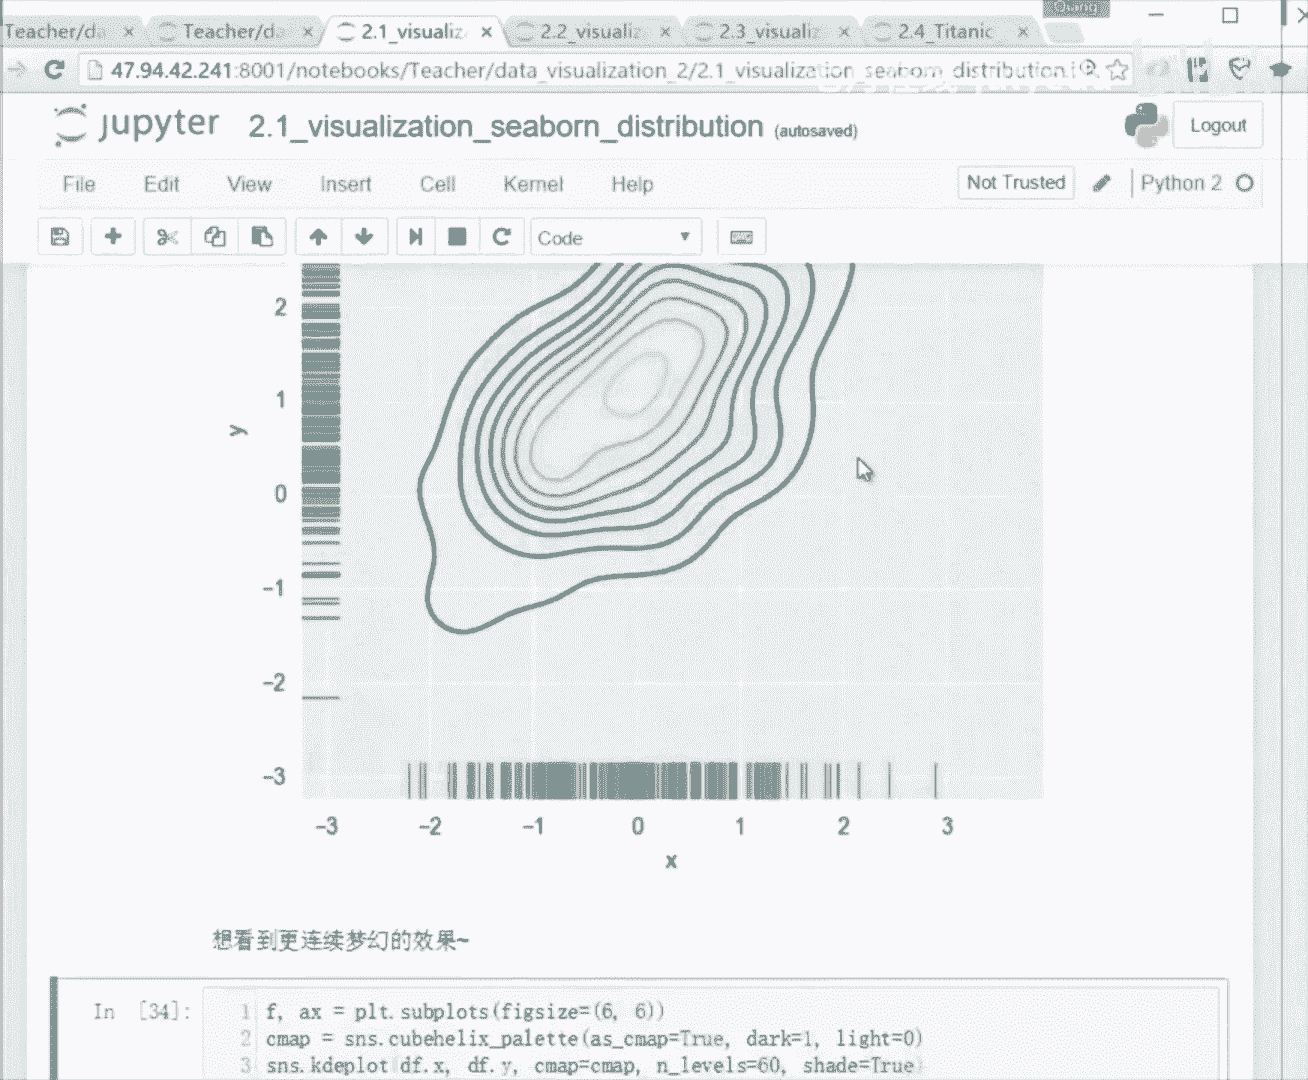 Qiang
Teacher/da
Teacher/da
2.1_visualiz
2.2_visualiz
2.3_visualiz
2.4_Titanic
47.94.42.241:8001/notebooks/Teacher/data_visualization_2/2.1_visualization_seaborn_distribution.i
jupyter 2.1_visualization_seaborn_distribution (autosaved)
Logout
File Edit View Insert Cell Kernel Help
Not Trusted
Python 2
Code
2
1
y
0
-1
-2
-3
-3 -2 -1 0 1 2 3
x
想看到更连续梦幻的效果~
In [34]:
1 f, ax = plt.subplots(figsize=(6, 6))
2 cmap = sns.cubehelix_palette(as_cmap=True, dark=1, light=0)
3 sns.kdeplot(df.x, df.y, cmap=cmap, n_levels=60, shade=True)